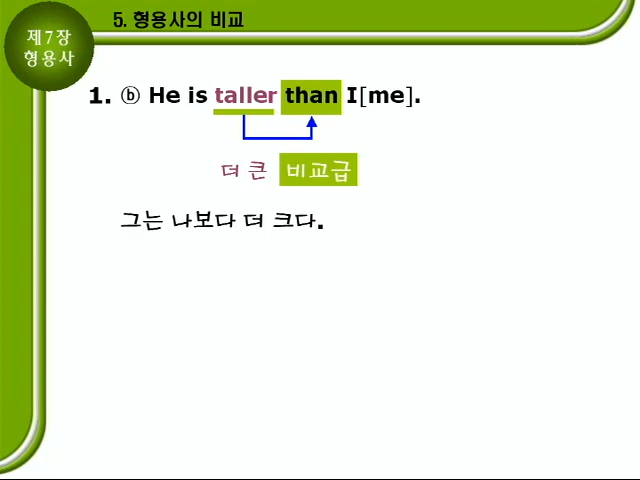 5. 형용사의 비교
제7장
형용사
1. ⓑ He is taller than I[me].
더 큰 비교급
그는 나보다 더 크다.